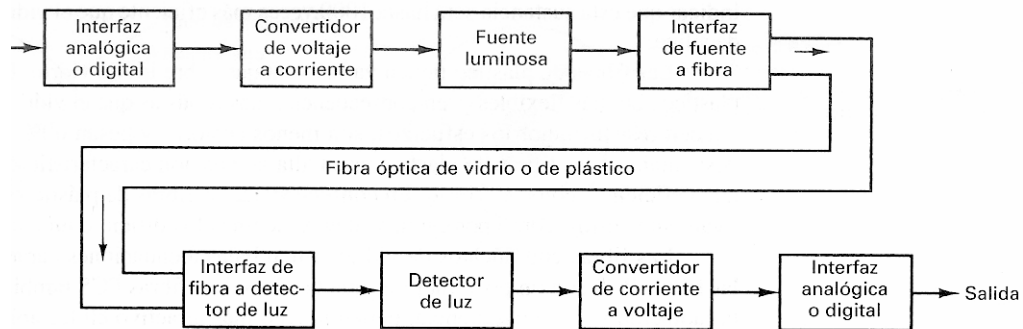 Interfaz
analógica
o digital
Convertidor
de voltaje
a corriente
Fuente
luminosa
Interfaz
de fuente
a fibra
Fibra óptica de vidrio o de plástico
Interfaz de
fibra a detec-
tor de luz
Detector
de luz
Convertidor
de corriente
a voltaje
Interfaz
analógica
o digital
Salida